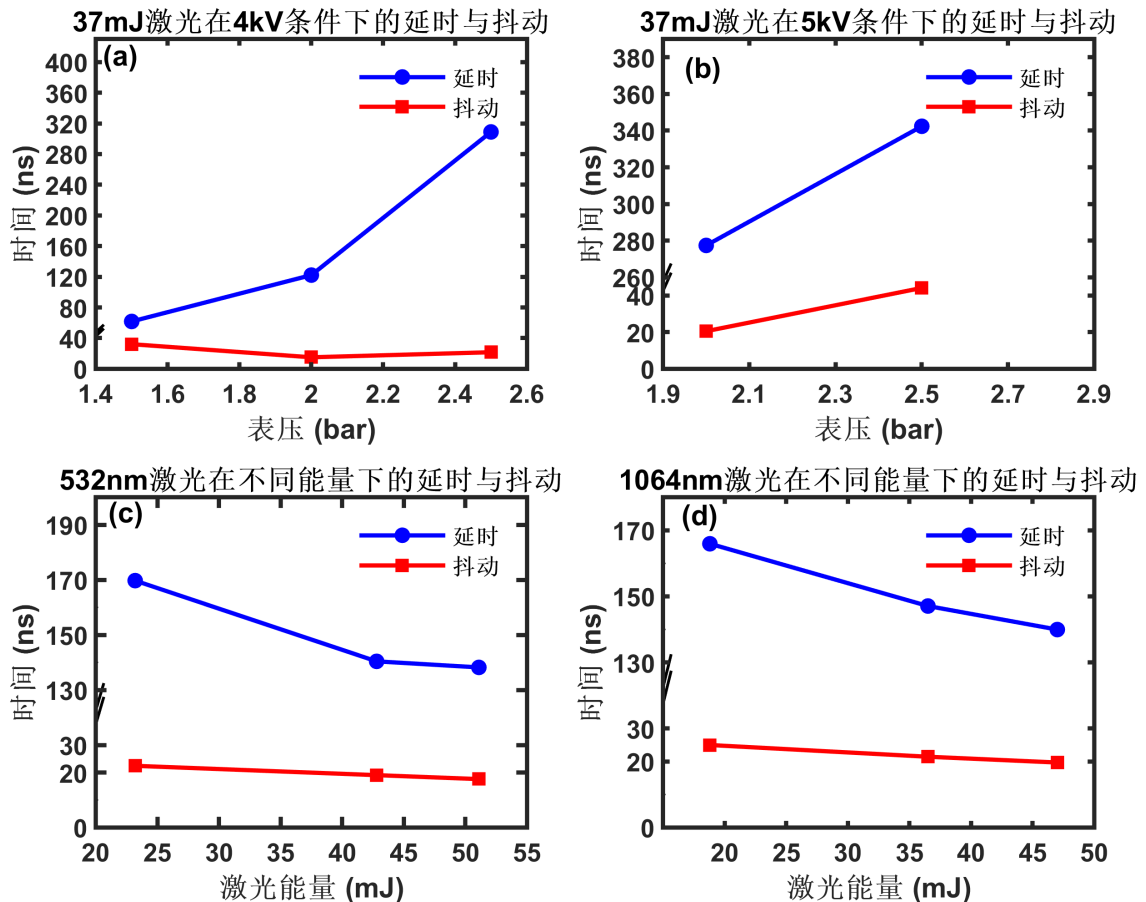 37mJ激光在4kV条件下的延时与抖动
(a)
延时
抖动
400
360
320
280
240
200
160
120
80
40
0
时间 (ns)
1.4 1.6 1.8 2 2.2 2.4 2.6
表压 (bar)
37mJ激光在5kV条件下的延时与抖动
(b)
延时
抖动
380
360
340
320
300
280
260
40
20
0
时间 (ns)
1.9 2.1 2.3 2.5 2.7 2.9
表压 (bar)
532nm激光在不同能量下的延时与抖动
(c)
延时
抖动
190
170
150
130
30
20
0
时间 (ns)
20 25 30 35 40 45 50 55
激光能量 (mJ)
1064nm激光在不同能量下的延时与抖动
(d)
延时
抖动
170
150
130
30
20
0
时间 (ns)
20 25 30 35 40 45 50
激光能量 (mJ)